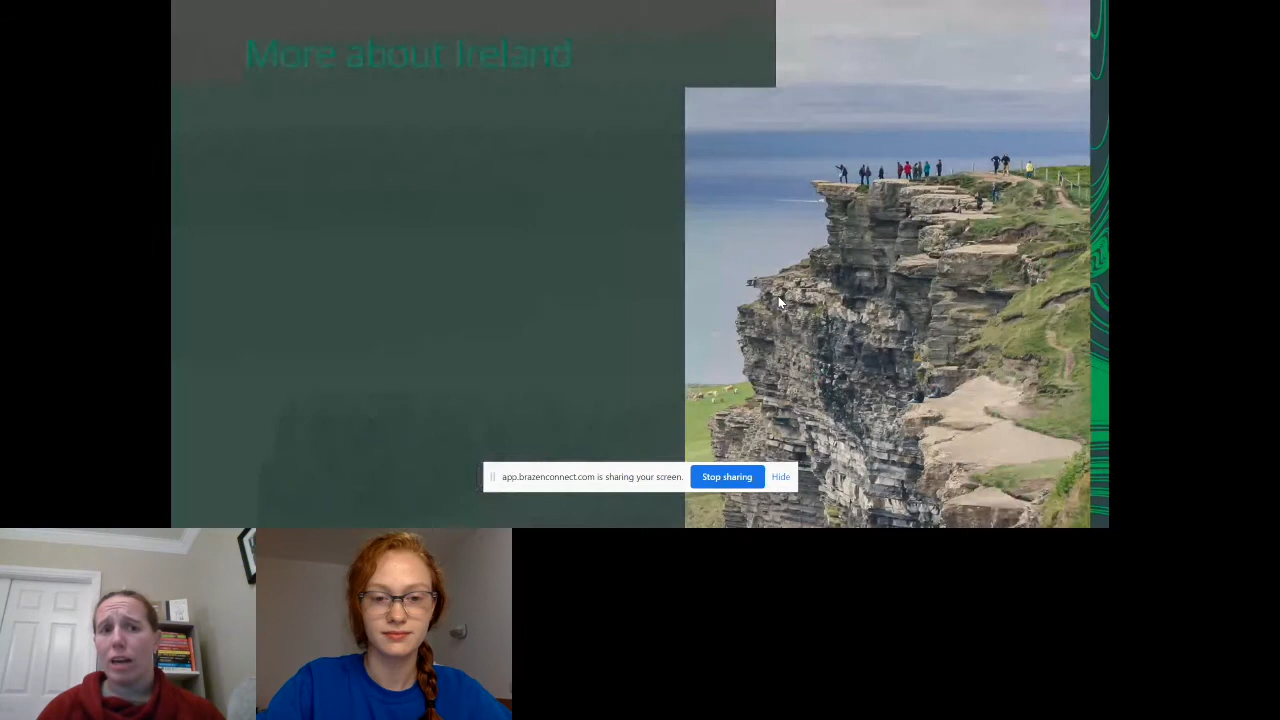 More about Ireland
app.brazenconnect.com is sharing your screen.
Stop sharing
Hide